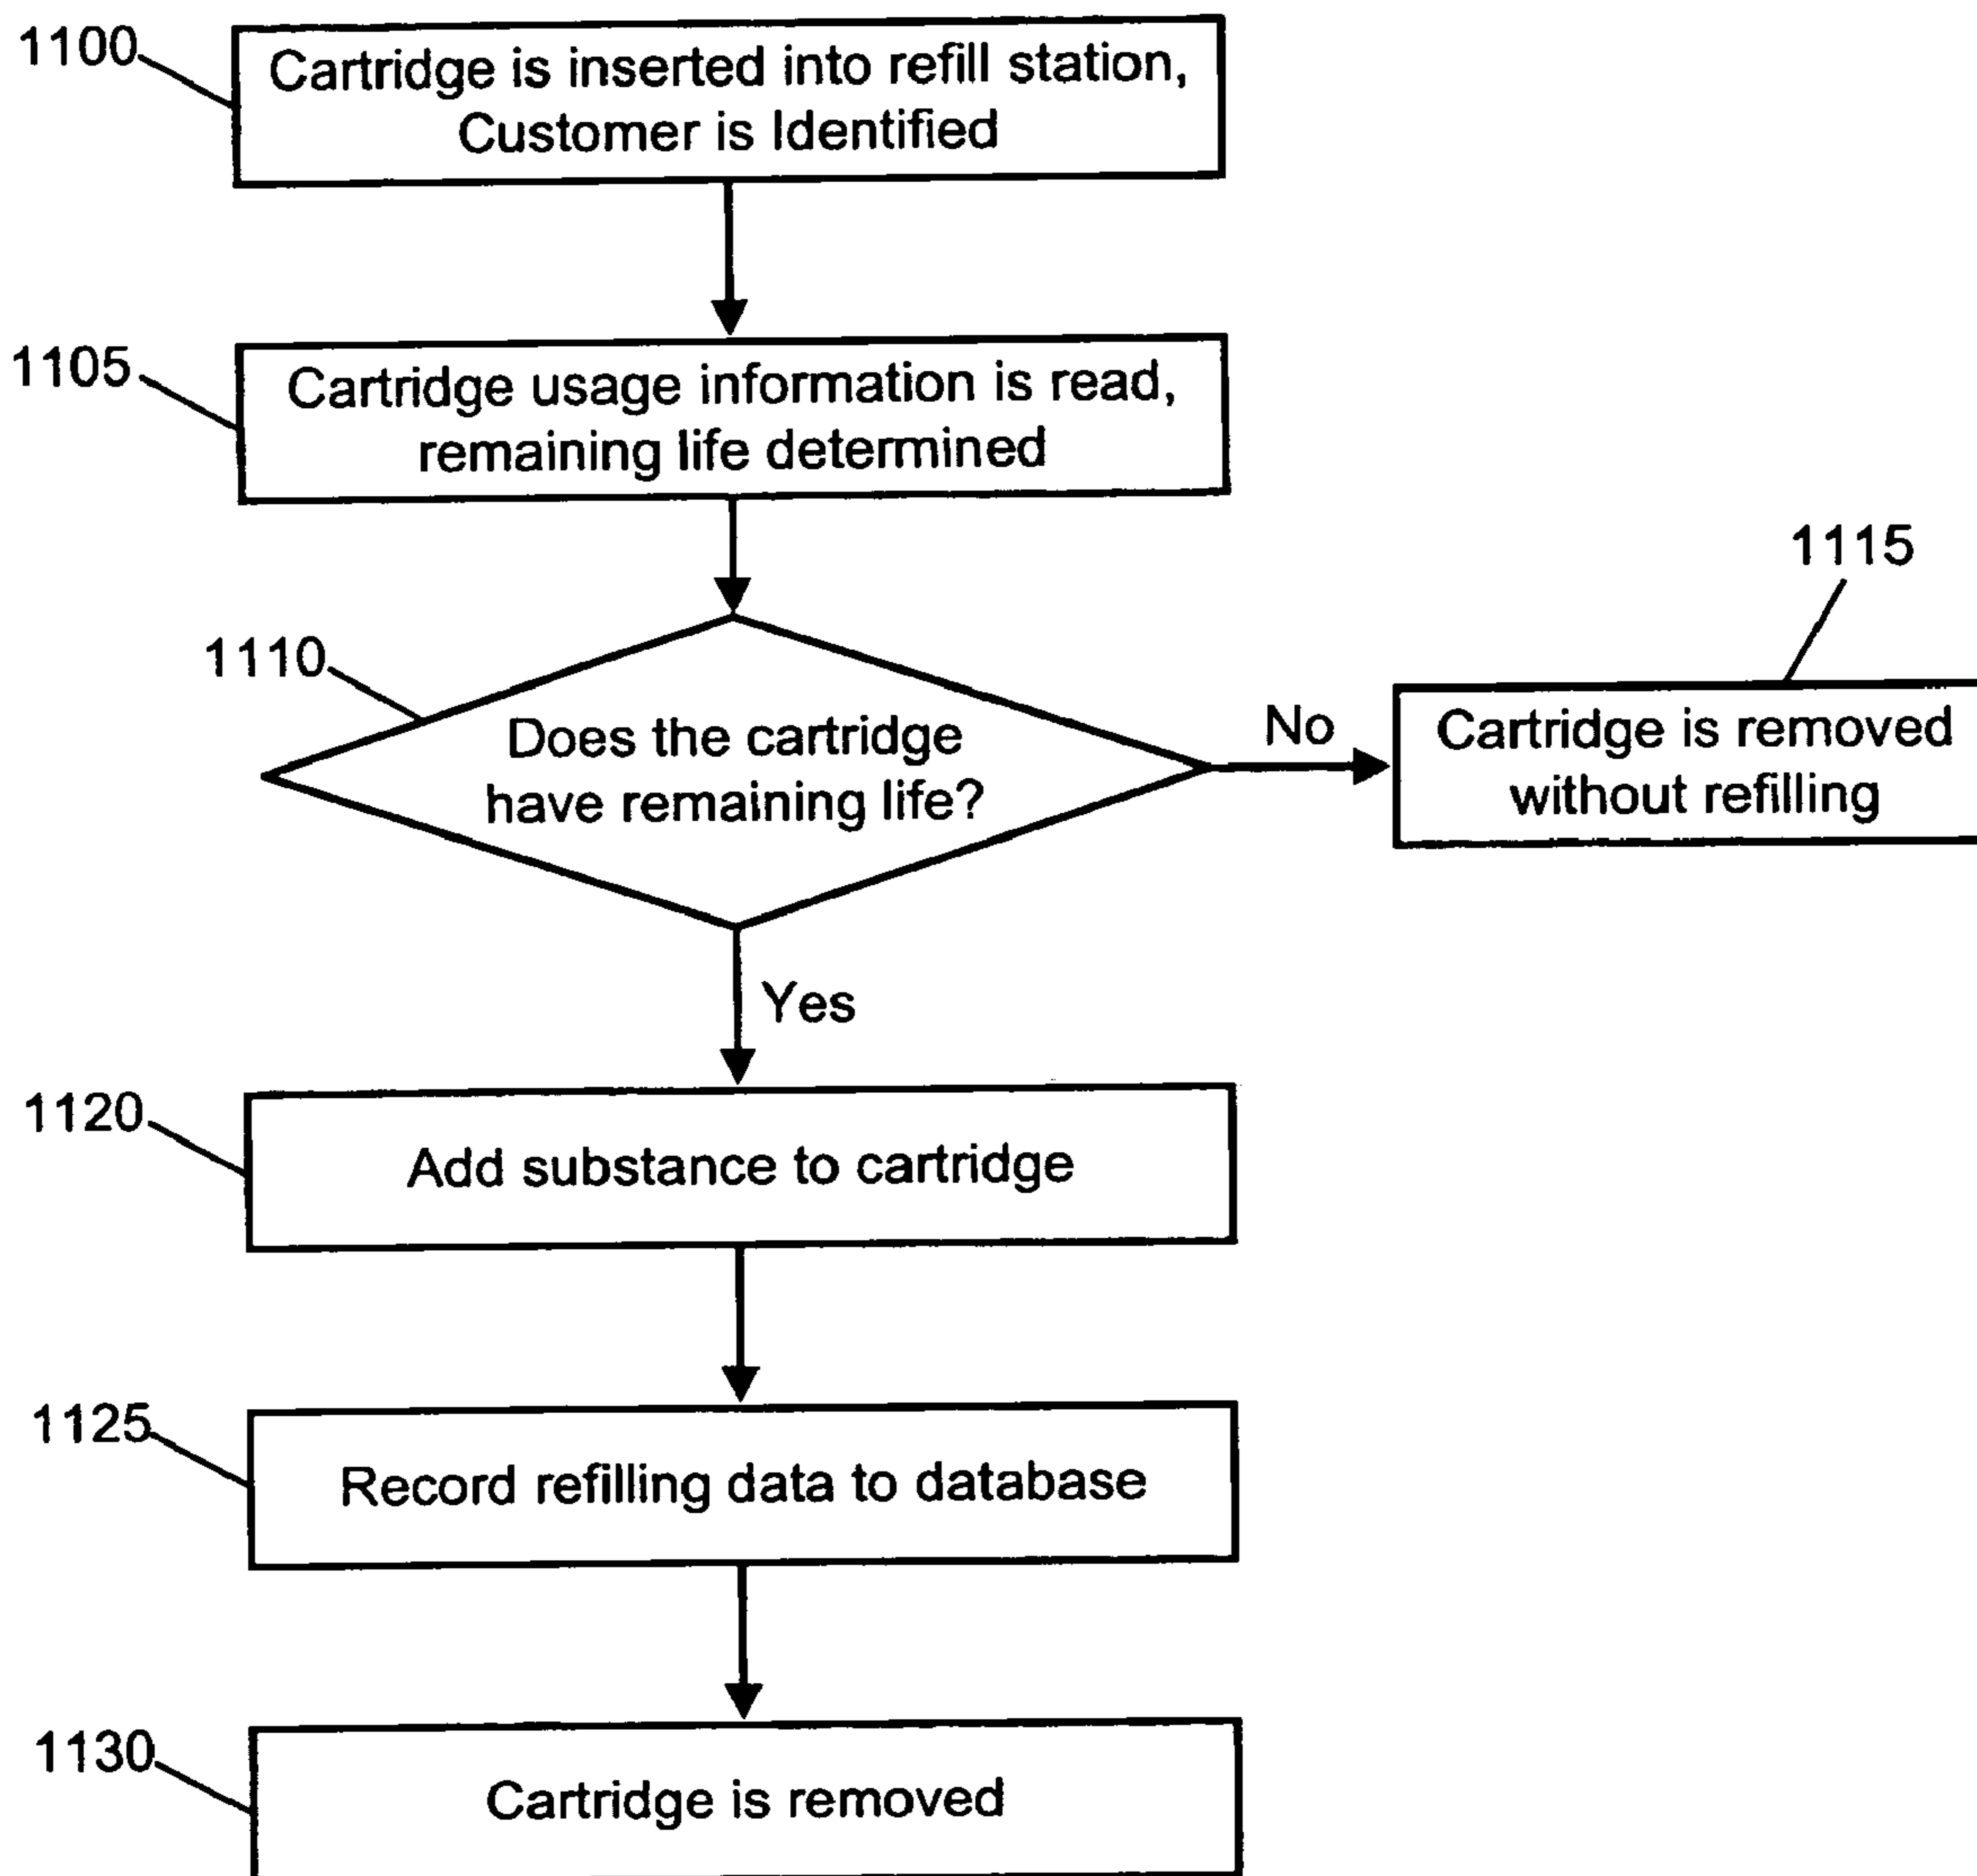 1100
Cartridge is inserted into refill station,
Customer is Identified
1105
Cartridge usage information is read,
remaining life determined
1110
Does the cartridge
have remaining life?
No
1115
Cartridge is removed
without refilling
Yes
1120
Add substance to cartridge
1125
Record refilling data to database
1130
Cartridge is removed